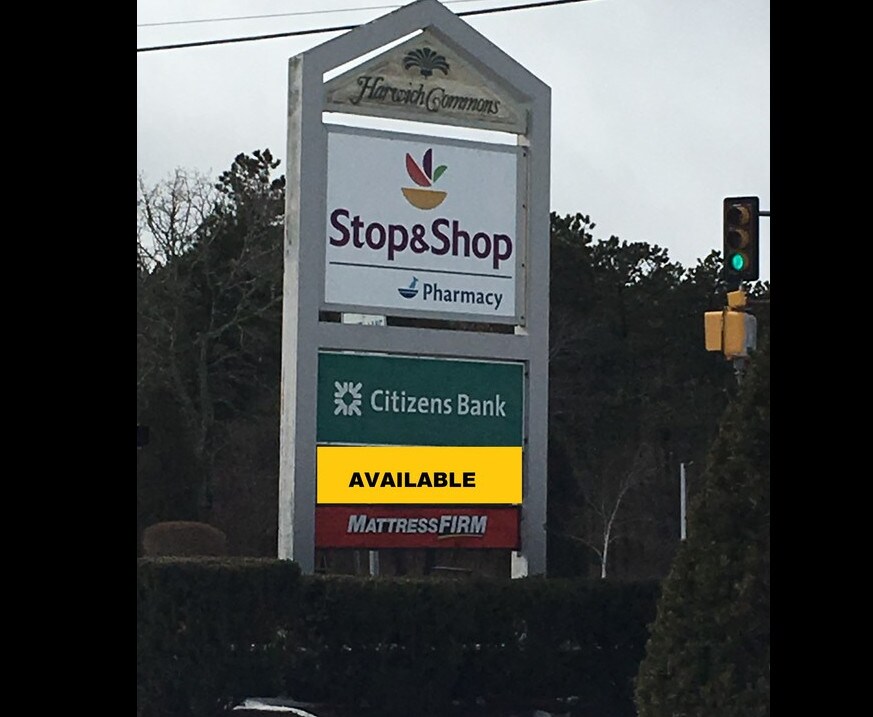 Harwich Commons
Stop&Shop
Pharmacy
Citizens Bank
AVAILABLE
MATTRESSFIRM